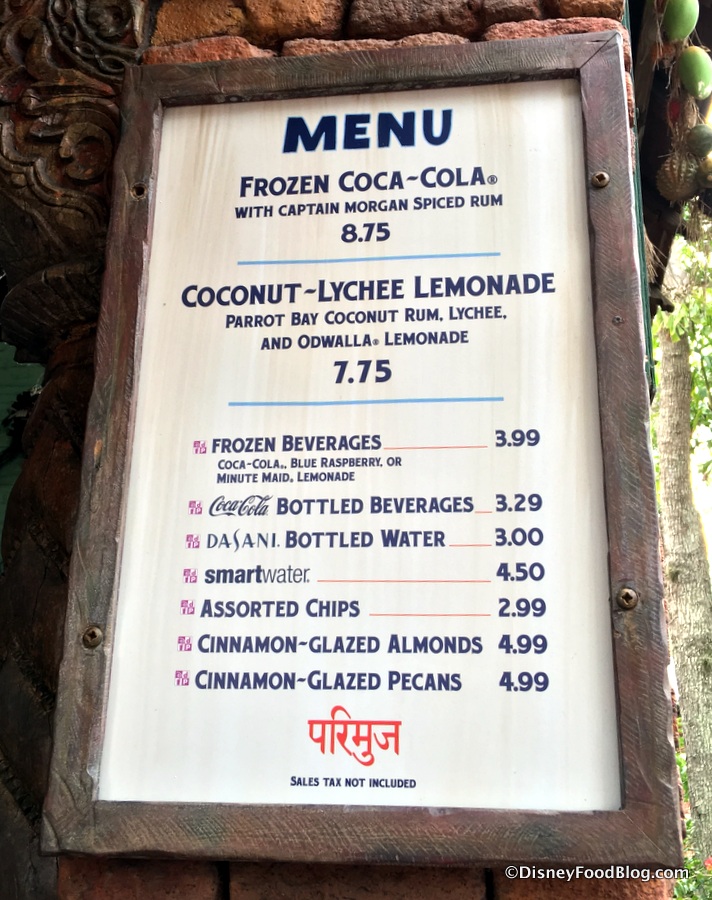 MENU
FROZEN COCA~COLA®
WITH CAPTAIN MORGAN SPICED RUM
8.75
COCONUT~LYCHEE LEMONADE
PARROT BAY COCONUT RUM, LYCHEE,
AND ODWALLA® LEMONADE
7.75
FROZEN BEVERAGES 3.99
COCA-COLA®, BLUE RASPBERRY, OR
MINUTE MAID® LEMONADE
Coca-Cola BOTTLED BEVERAGES 3.29
DASANI® BOTTLED WATER 3.00
smartwater® 4.50
ASSORTED CHIPS 2.99
CINNAMON~GLAZED ALMONDS 4.99
CINNAMON~GLAZED PECANS 4.99
परिमुज
SALES TAX NOT INCLUDED
©DisneyFoodBlog.com